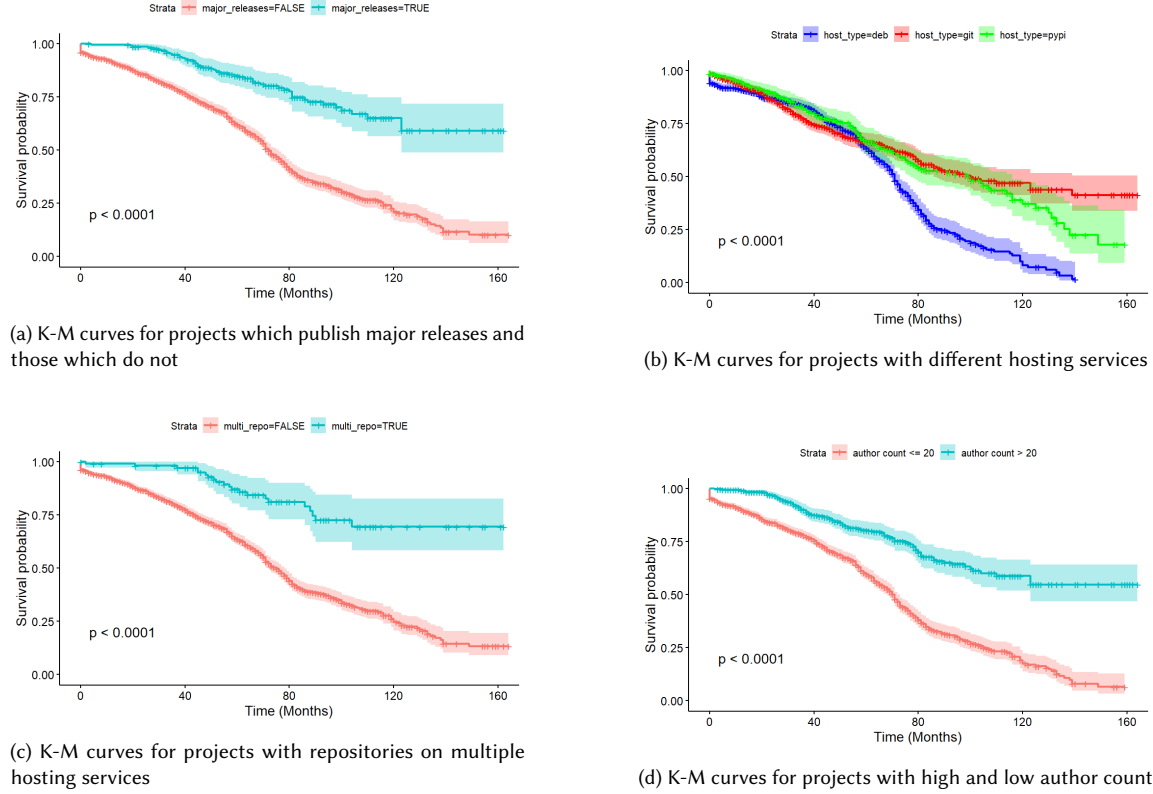 Strata major_releases=FALSE major_releases=TRUE
1.00
0.75
0.50
0.25
0.00
Survival probability
p < 0.0001
0 40 80 120 160
Time (Months)
(a) K-M curves for projects which publish major releases and
those which do not
Strata host_type=deb host_type=git host_type=pypi
1.00
0.75
0.50
0.25
0.00
Survival probability
p < 0.0001
0 40 80 120 160
Time (Months)
(b) K-M curves for projects with different hosting services
Strata multi_repo=FALSE multi_repo=TRUE
1.00
0.75
0.50
0.25
0.00
Survival probability
p < 0.0001
0 40 80 120 160
Time (Months)
(c) K-M curves for projects with repositories on multiple
hosting services
Strata author count <= 20 author count > 20
1.00
0.75
0.50
0.25
0.00
Survival probability
p < 0.0001
0 40 80 120 160
Time (Months)
(d) K-M curves for projects with high and low author count